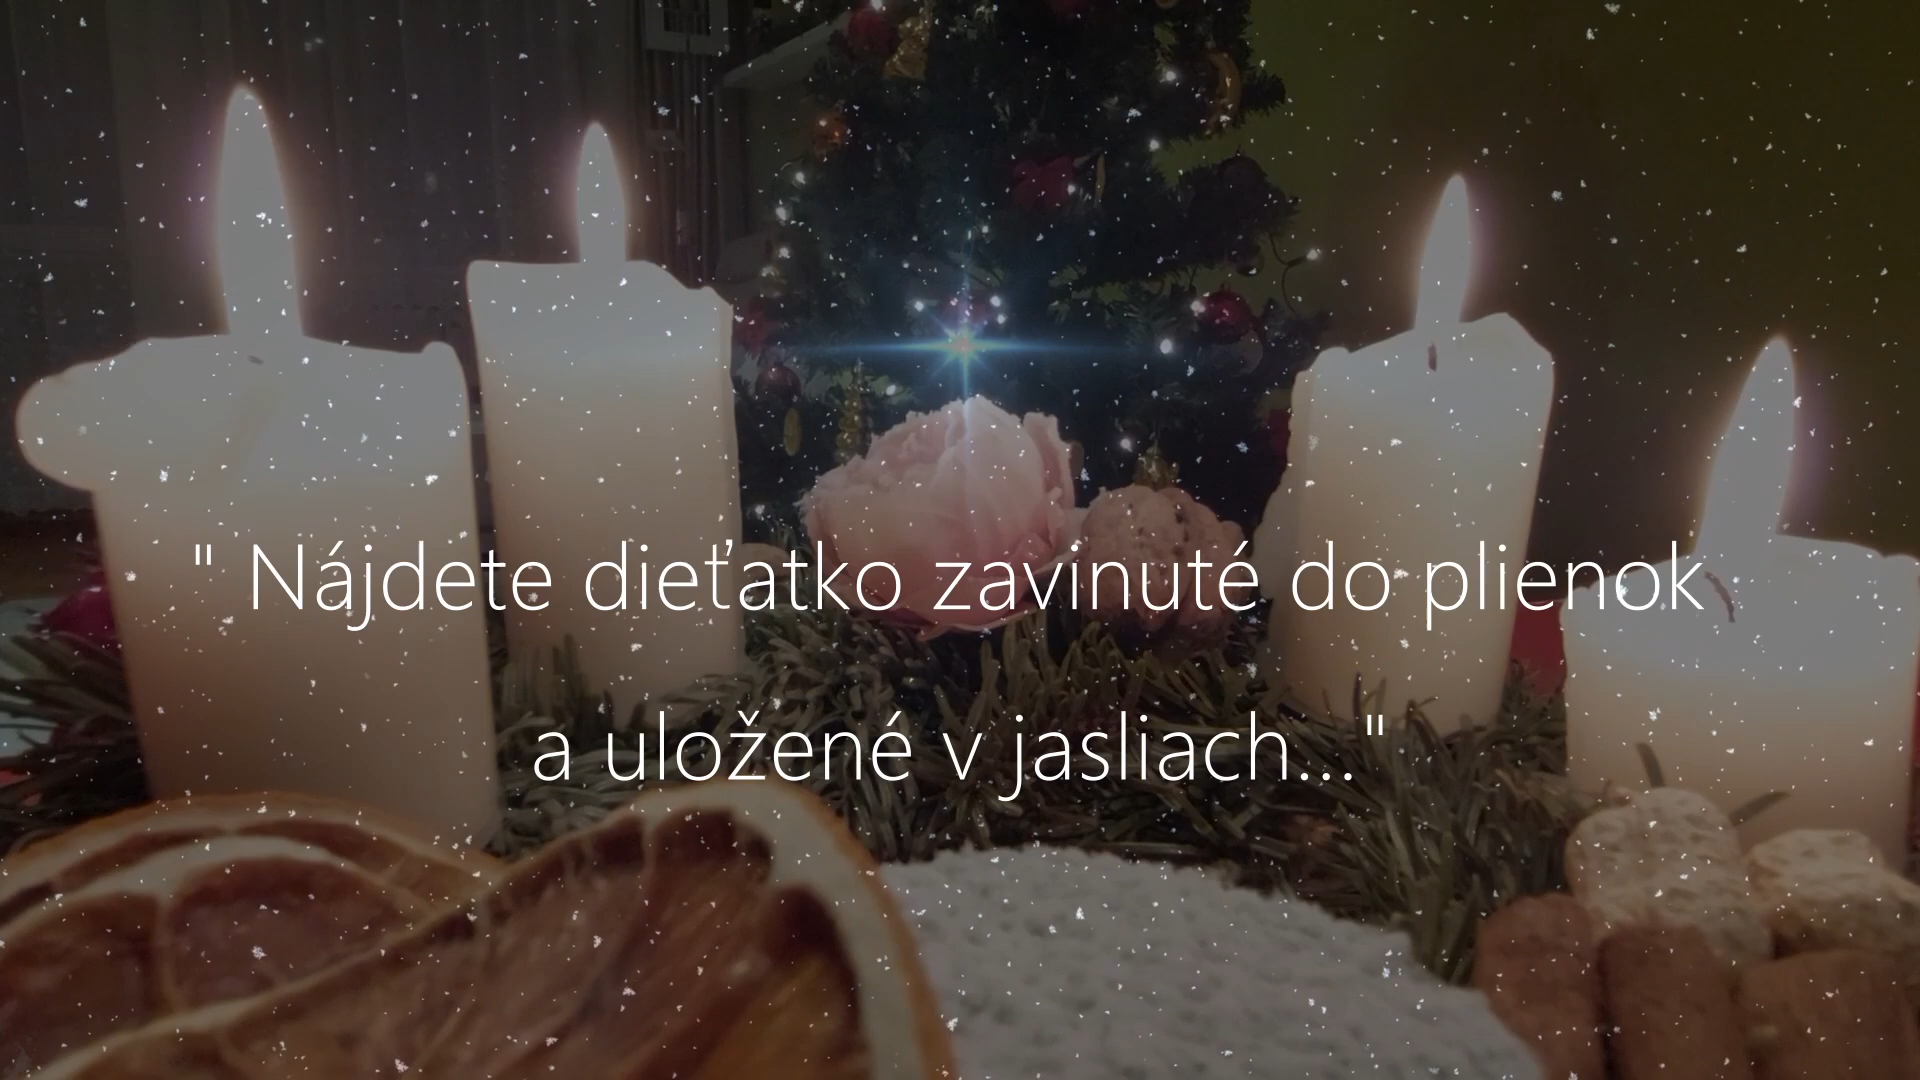 " Nájdete dieťatko zavinuté do plienok
a uložené v jasliach..."